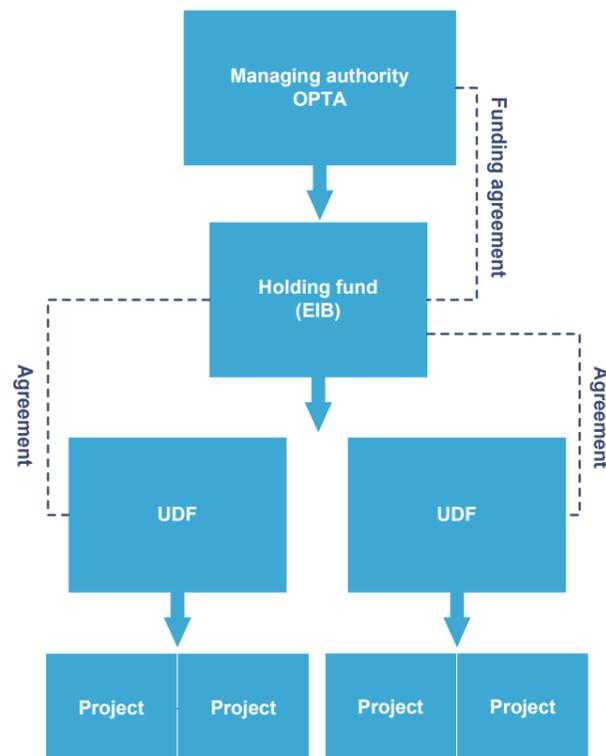 Managing authority
OPTA
Funding agreement
Holding fund
(EIB)
Agreement
Agreement
UDF
UDF
Project
Project
Project
Project